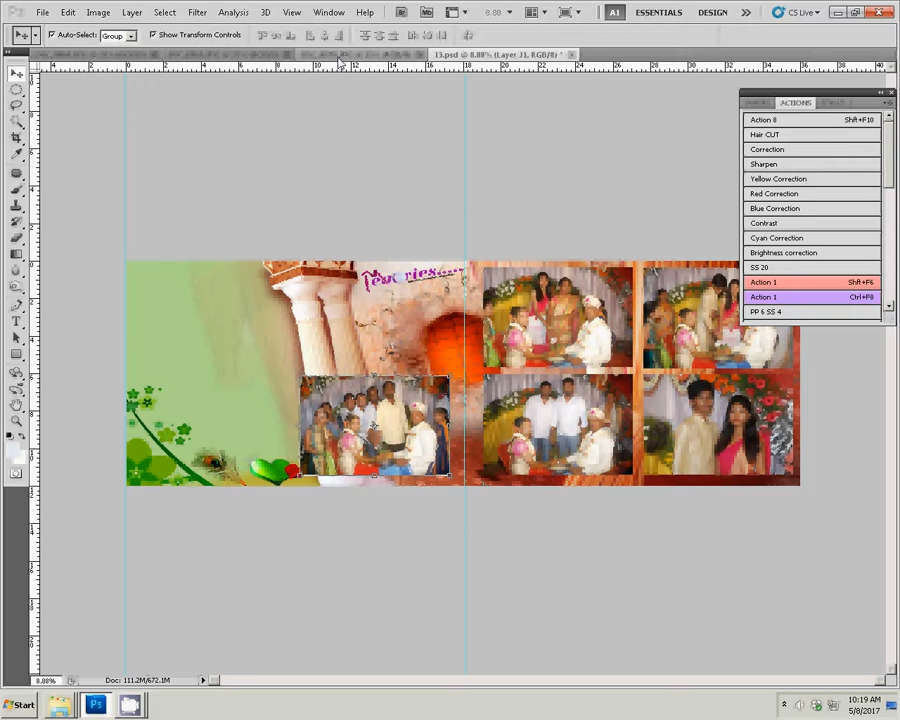 File Edit Image Layer Select Filter Analysis 3D View Window Help Br Mb 8.88 A1 ESSENTIALS DESIGN >> CS Live
Auto-Select: Group Show Transform Controls
13.psd @ 8.88% (Layer 31, RGB/8) *
ACTIONS
Action 8 Shft+F10
Hair CUT
Correction
Sharpen
Yellow Correction
Red Correction
Blue Correction
Contrast
Cyan Correction
Brightness correction
SS 20
Action 1 Shft+F6
Action 1 Ctrl+F8
PP 6 SS 4
8.88% Doc: 111.2M/672.1M
Start Ps 10:19 AM
5/8/2017